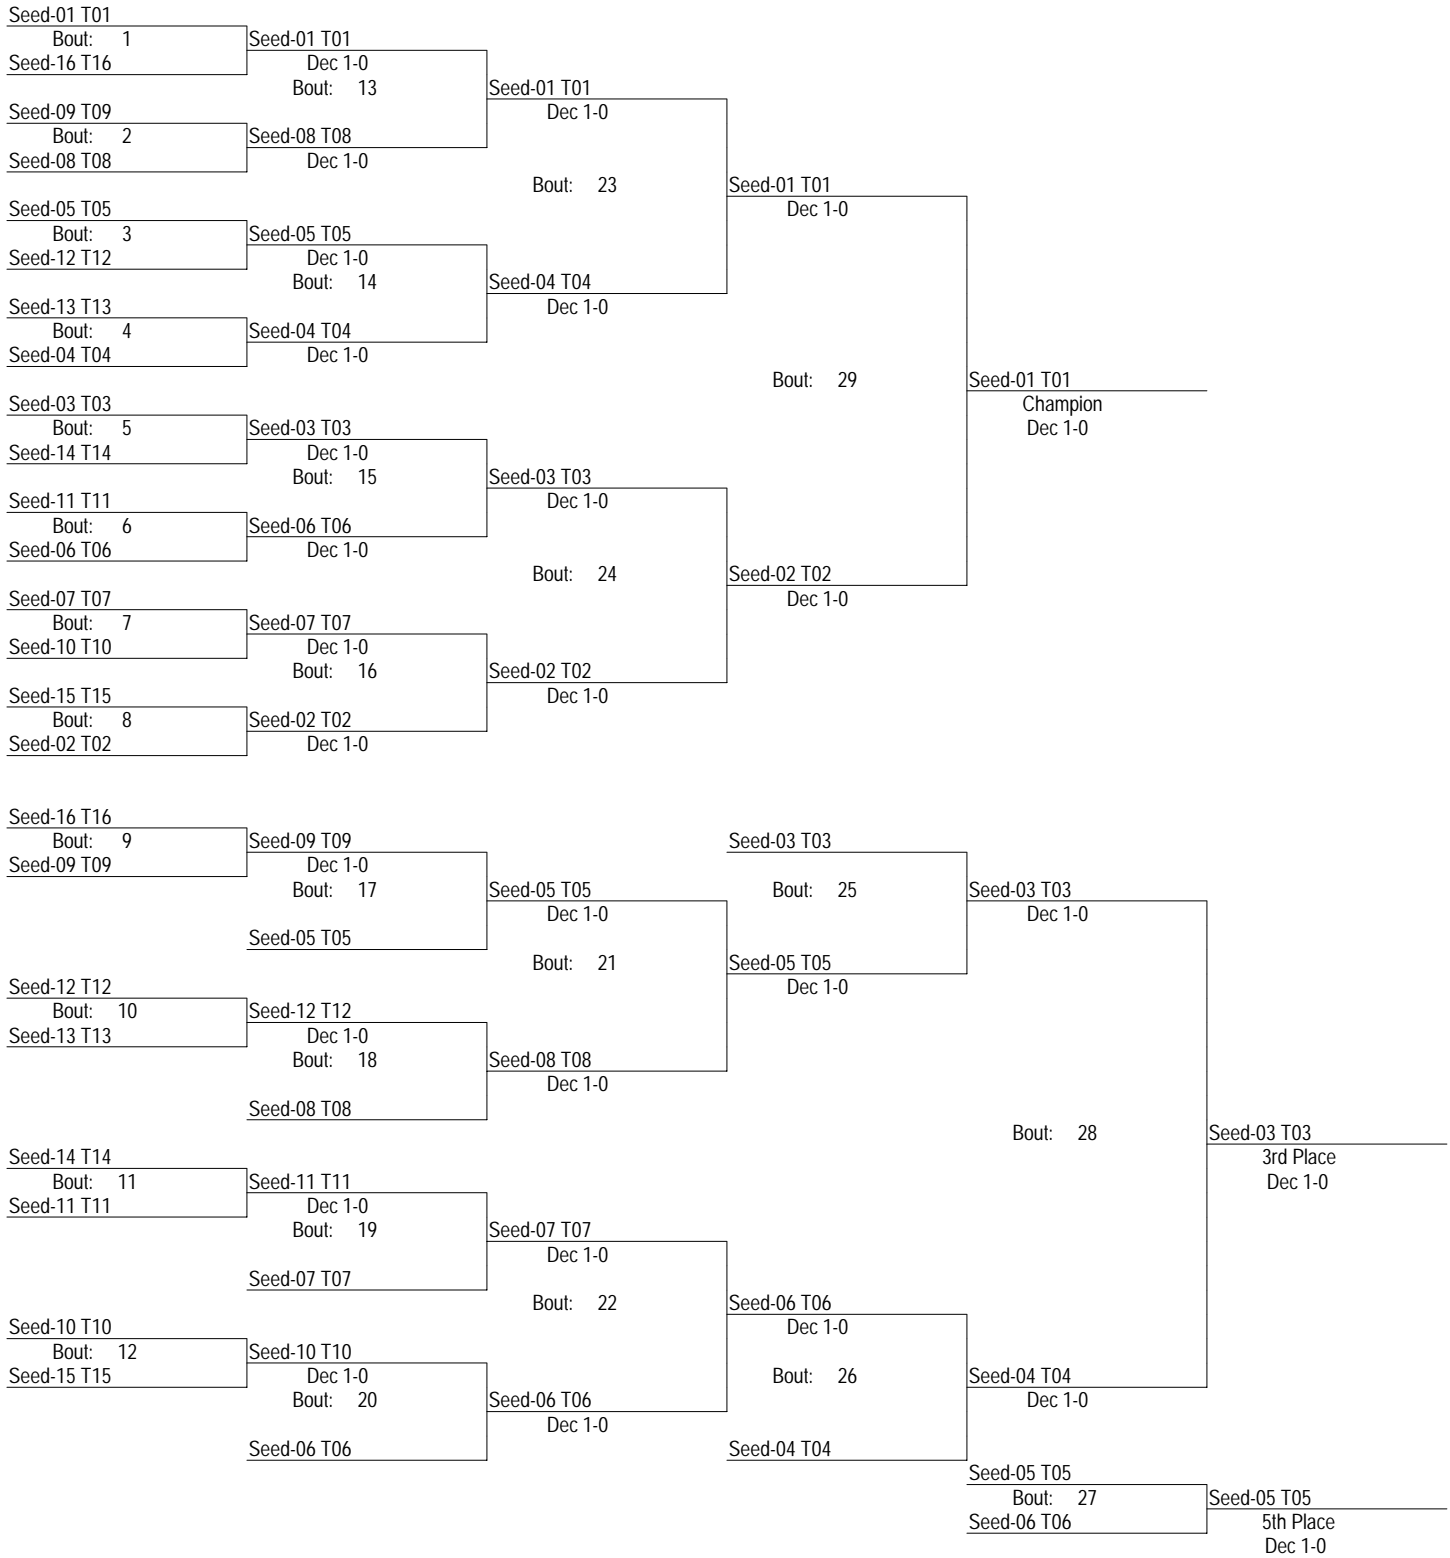 Seed-01 T01
Bout: 1
Seed-01 T01
Seed-16 T16
Dec 1-0
Bout: 13
Seed-01 T01
Seed-09 T09
Dec 1-0
Bout: 2
Seed-08 T08
Seed-08 T08
Dec 1-0
Bout: 23
Seed-01 T01
Seed-05 T05
Dec 1-0
Bout: 3
Seed-05 T05
Seed-12 T12
Dec 1-0
Bout: 14
Seed-04 T04
Seed-13 T13
Dec 1-0
Bout: 4
Seed-04 T04
Seed-04 T04
Dec 1-0
Bout: 29
Seed-01 T01
Seed-03 T03
Champion
Bout: 5
Seed-03 T03
Dec 1-0
Seed-14 T14
Dec 1-0
Bout: 15
Seed-03 T03
Seed-11 T11
Dec 1-0
Bout: 6
Seed-06 T06
Seed-06 T06
Dec 1-0
Bout: 24
Seed-02 T02
Seed-07 T07
Dec 1-0
Bout: 7
Seed-07 T07
Seed-10 T10
Dec 1-0
Bout: 16
Seed-02 T02
Seed-15 T15
Dec 1-0
Bout: 8
Seed-02 T02
Seed-02 T02
Dec 1-0
Seed-16 T16
Bout: 9
Seed-09 T09
Seed-03 T03
Seed-09 T09
Dec 1-0
Bout: 17
Seed-05 T05
Bout: 25
Seed-03 T03
Dec 1-0
Dec 1-0
Seed-05 T05
Bout: 21
Seed-05 T05
Seed-12 T12
Dec 1-0
Bout: 10
Seed-12 T12
Seed-13 T13
Dec 1-0
Bout: 18
Seed-08 T08
Dec 1-0
Seed-08 T08
Bout: 28
Seed-03 T03
Seed-14 T14
3rd Place
Bout: 11
Seed-11 T11
Dec 1-0
Seed-11 T11
Dec 1-0
Bout: 19
Seed-07 T07
Dec 1-0
Seed-07 T07
Bout: 22
Seed-06 T06
Seed-10 T10
Dec 1-0
Bout: 12
Seed-10 T10
Seed-15 T15
Dec 1-0
Bout: 26
Seed-04 T04
Bout: 20
Seed-06 T06
Dec 1-0
Dec 1-0
Seed-06 T06
Seed-04 T04
Seed-05 T05
Bout: 27
Seed-05 T05
Seed-06 T06
5th Place
Dec 1-0